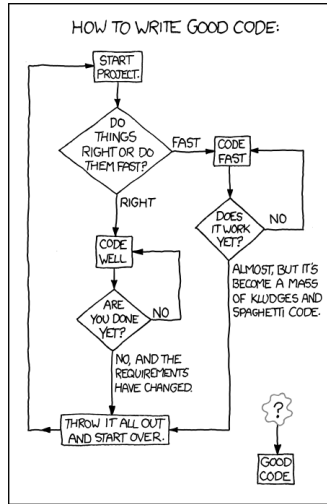 HOW TO WRITE GOOD CODE:
START
PROJECT.
DO
THINGS
RIGHT OR DO
THEM FAST?
FAST
CODE
FAST
RIGHT
DOES
IT WORK
YET?
NO
CODE
WELL
ALMOST, BUT IT'S
BECOME A MASS
OF KLUDGES AND
SPAGHETTI CODE.
ARE
YOU DONE
YET?
NO
NO, AND THE
REQUIREMENTS
HAVE CHANGED.
THROW IT ALL OUT
AND START OVER.
?
GOOD
CODE